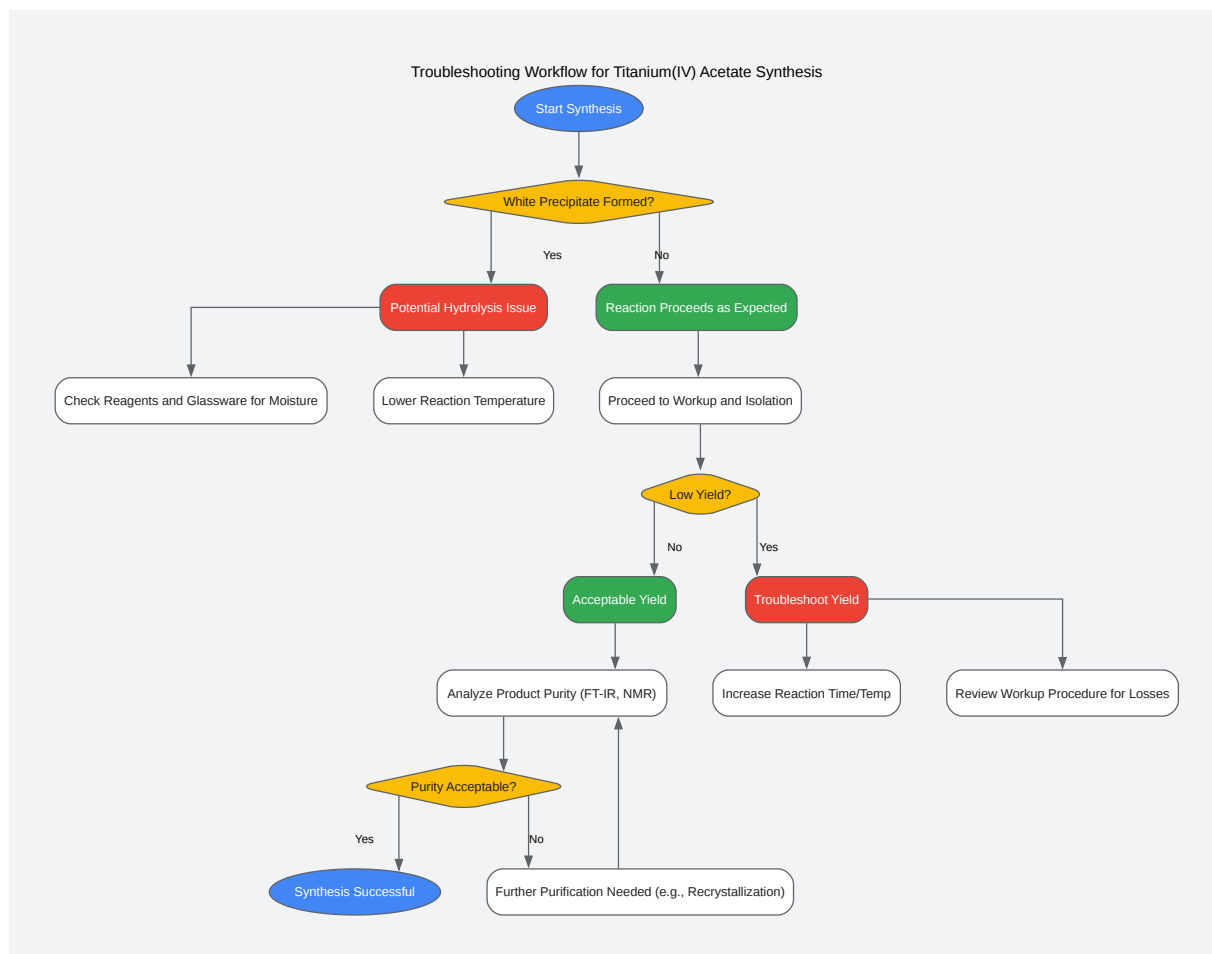 Troubleshooting Workflow for Titanium(IV) Acetate Synthesis
Start Synthesis
White Precipitate Formed?
Yes
No
Potential Hydrolysis Issue
Reaction Proceeds as Expected
Check Reagents and Glassware for Moisture
Lower Reaction Temperature
Proceed to Workup and Isolation
Low Yield?
No
Yes
Acceptable Yield
Troubleshoot Yield
Analyze Product Purity (FT-IR, NMR)
Increase Reaction Time/Temp
Review Workup Procedure for Losses
Purity Acceptable?
Yes
No
Synthesis Successful
Further Purification Needed (e.g., Recrystallization)